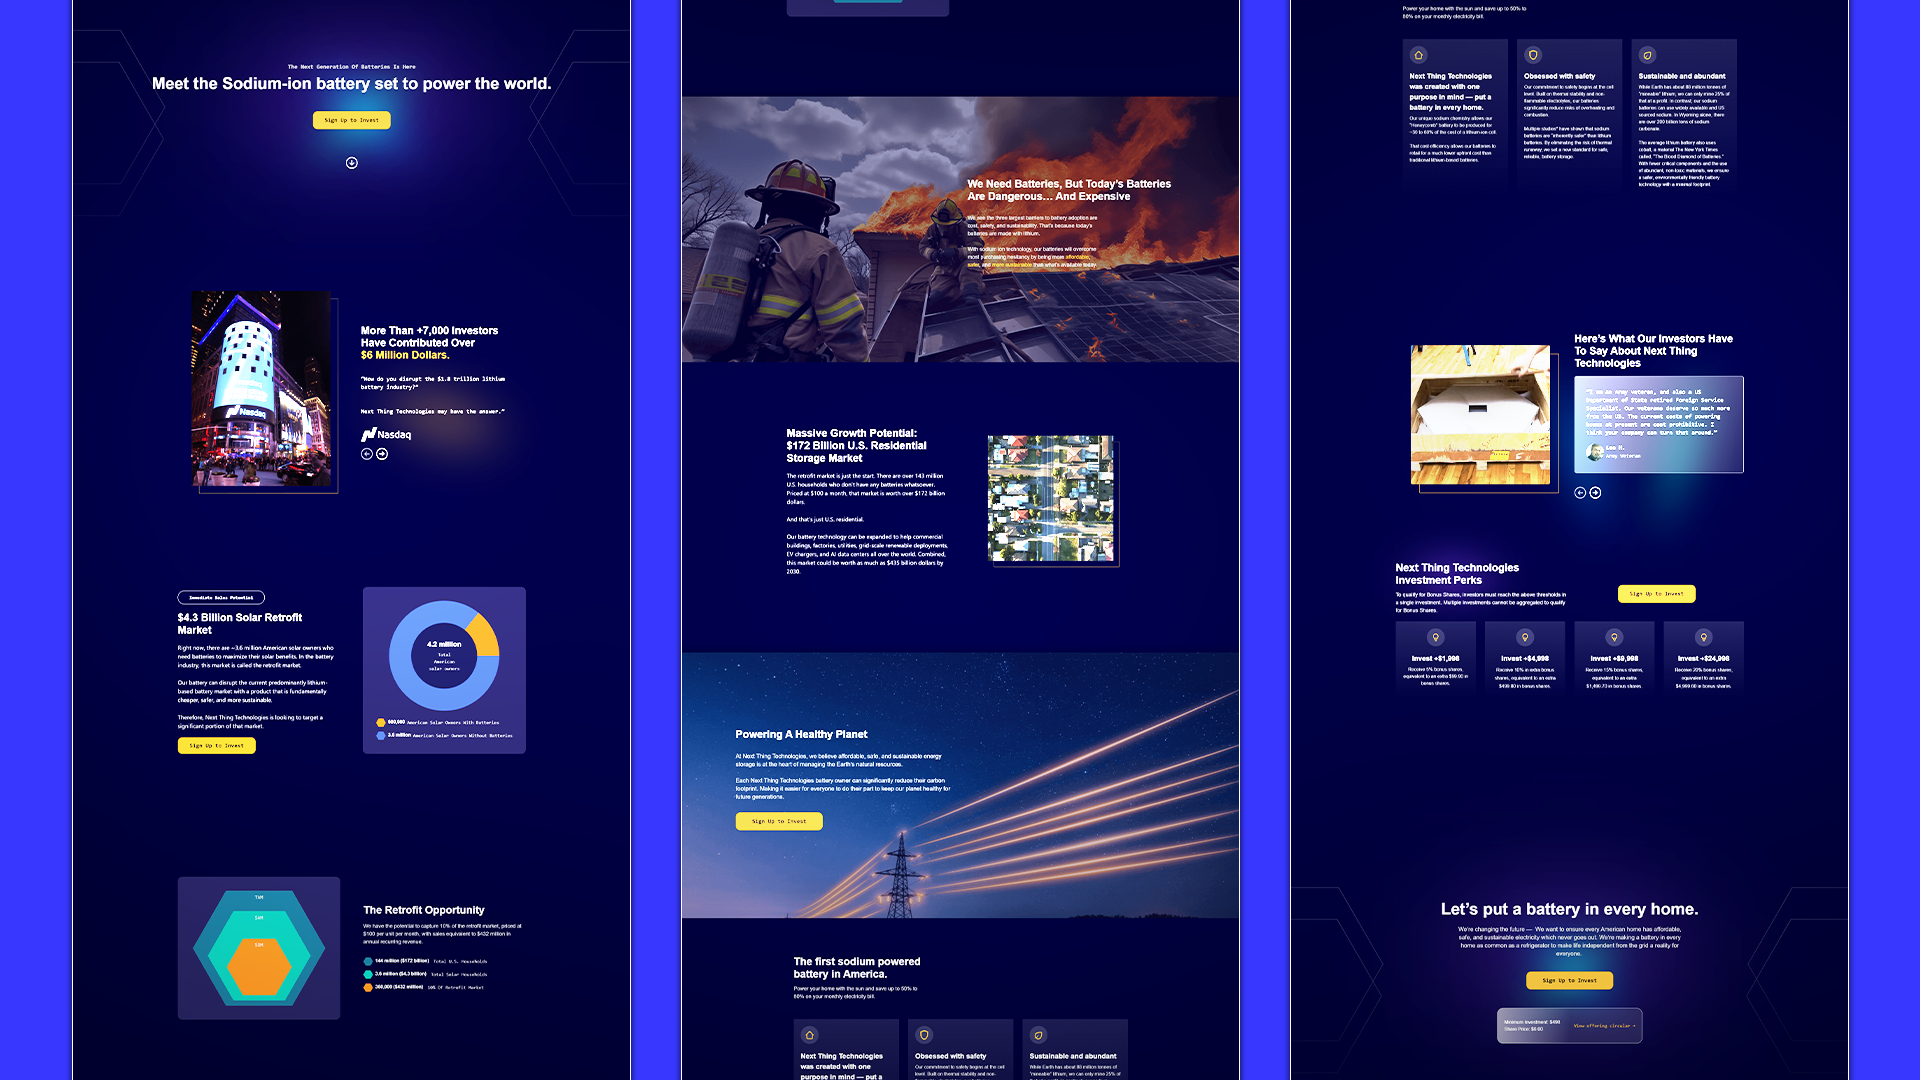 The Next Generation Of Batteries Is Here
Meet the Sodium-ion battery set to power the world.
Sign Up to Invest
More Than +7,000 Investors
Have Contributed Over
$6 Million Dollars.
"How do you disrupt the $1.8 trillion lithium
battery industry?"
Next Thing Technologies may have the answer."
Nasdaq
Nasdaq
Immediate Sales Potential
$4.3 Billion Solar Retrofit
Market
Right now, there are ~3.6 million American solar owners who
need batteries to maximize their solar benefits. In the battery
industry, this market is called the retrofit market.
Our battery can disrupt the current predominantly lithium-
based battery market with a product that is fundamentally
cheaper, safer, and more sustainable.
Therefore, Next Thing Technologies is looking to target a
significant portion of that market.
Sign Up to Invest
4.2 million
Total
American
solar owners
600,000 American Solar Owners With Batteries
3.6 million American Solar Owners Without Batteries
The Retrofit Opportunity
We have the potential to capture 10% of the retrofit market, priced at
$100 per unit per month, with sales equivalent to $432 million in
annual recurring revenue.
144 million ($172 billion) Total U.S. Households
3.6 million ($4.3 billion) Total Solar Households
360,000 ($432 million) 10% Of Retrofit Market
We Need Batteries, But Today's Batteries
Are Dangerous... And Expensive
We see the three largest barriers to battery adoption are
cost, safety, and sustainability. That's because today's
batteries are made with lithium.
With sodium ion technology, our batteries will overcome
most purchasing hesitancy by being more affordable,
safer, and more sustainable than what's available today.
Massive Growth Potential:
$172 Billion U.S. Residential
Storage Market
The retrofit market is just the start. There are over 143 million
U.S. households who don't have any batteries whatsoever.
Priced at $100 a month, that market is worth over $172 billion
dollars.
And that's just U.S. residential.
Our battery technology can be expanded to help commercial
buildings, factories, utilities, grid-scale renewable deployments,
EV chargers, and AI data centers all over the world. Combined,
this market could be worth as much as $435 billion dollars by
2030.
Powering A Healthy Planet
At Next Thing Technologies, we believe affordable, safe, and sustainable energy
storage is at the heart of managing the Earth's natural resources.
Each Next Thing Technologies battery owner can significantly reduce their carbon
footprint. Making it easier for everyone to do their part to keep our planet healthy for
future generations.
Sign Up to Invest
The first sodium powered
battery in America.
Power your home with the sun and save up to 50% to
80% on your monthly electricity bill.
Next Thing Technologies
was created with one
purpose in mind — put a
Obsessed with safety
Our commitment to safety begins at the cell
level. Built on thermal stability and non-
Sustainable and abundant
While Earth has about 80 million tonnes of
"mineable" lithium, we can only mine 25% of
Power your home with the sun and save up to 50% to
80% on your monthly electricity bill.
Next Thing Technologies
was created with one
purpose in mind — put a
battery in every home.
Our unique sodium chemistry allows our
"Honeycomb" battery to be produced for
~30 to 60% of the cost of a lithium-ion cell.
That cost efficiency allows our batteries to
retail for a much lower upfront cost than
traditional lithium-based batteries.
Obsessed with safety
Our commitment to safety begins at the cell
level. Built on thermal stability and non-
flammable electrolytes, our batteries
significantly reduce risks of overheating and
combustion.
Multiple studies* have shown that sodium
batteries are "inherently safer" than lithium
batteries. By eliminating the risk of thermal
runaway, we set a new standard for safe,
reliable, battery storage.
Sustainable and abundant
While Earth has about 80 million tonnes of
"mineable" lithium, we can only mine 25% of
that at a profit. In contrast, our sodium
batteries can use widely available and US
sourced sodium. In Wyoming alone, there
are over 200 billion tons of sodium
carbonate.
The average lithium battery also uses
cobalt, a material The New York Times
called, "The Blood Diamond of Batteries."
With fewer critical components and the use
of abundant, non-toxic materials, we ensure
a safer, environmentally friendly battery
technology with a minimal footprint.
Here's What Our Investors Have
To Say About Next Thing
Technologies
"I am an Army veteran, and also a US
Department of State retired Foreign Service
Specialist. Our veterans deserve so much more
from the US. The current costs of powering
homes at present are cost prohibitive. I
think your company can turn that around."
Army Veteran
Next Thing Technologies
Investment Perks
To qualify for Bonus Shares, investors must reach the above thresholds in
a single investment. Multiple investments cannot be aggregated to qualify
for Bonus Shares.
Sign Up to Invest
Invest +$1,998
Receive 5% bonus shares,
equivalent to an extra $99.90 in
bonus shares.
Invest +$4,998
Receive 10% in extra bonus
shares, equivalent to an extra
$499.80 in bonus shares.
Invest +$9,998
Receive 15% bonus shares,
equivalent to an extra
$1,499.70 in bonus shares.
Invest +$24,998
Receive 20% bonus shares,
equivalent to an extra
$4,999.60 in bonus shares.
Let's put a battery in every home.
We're changing the future — We want to ensure every American home has affordable,
safe, and sustainable electricity which never goes out. We're making a battery in every
home as common as a refrigerator to make life independent from the grid a reality for
everyone.
Sign Up to Invest
Minimum Investment: $498
Share Price: $6.00
View offering circular →